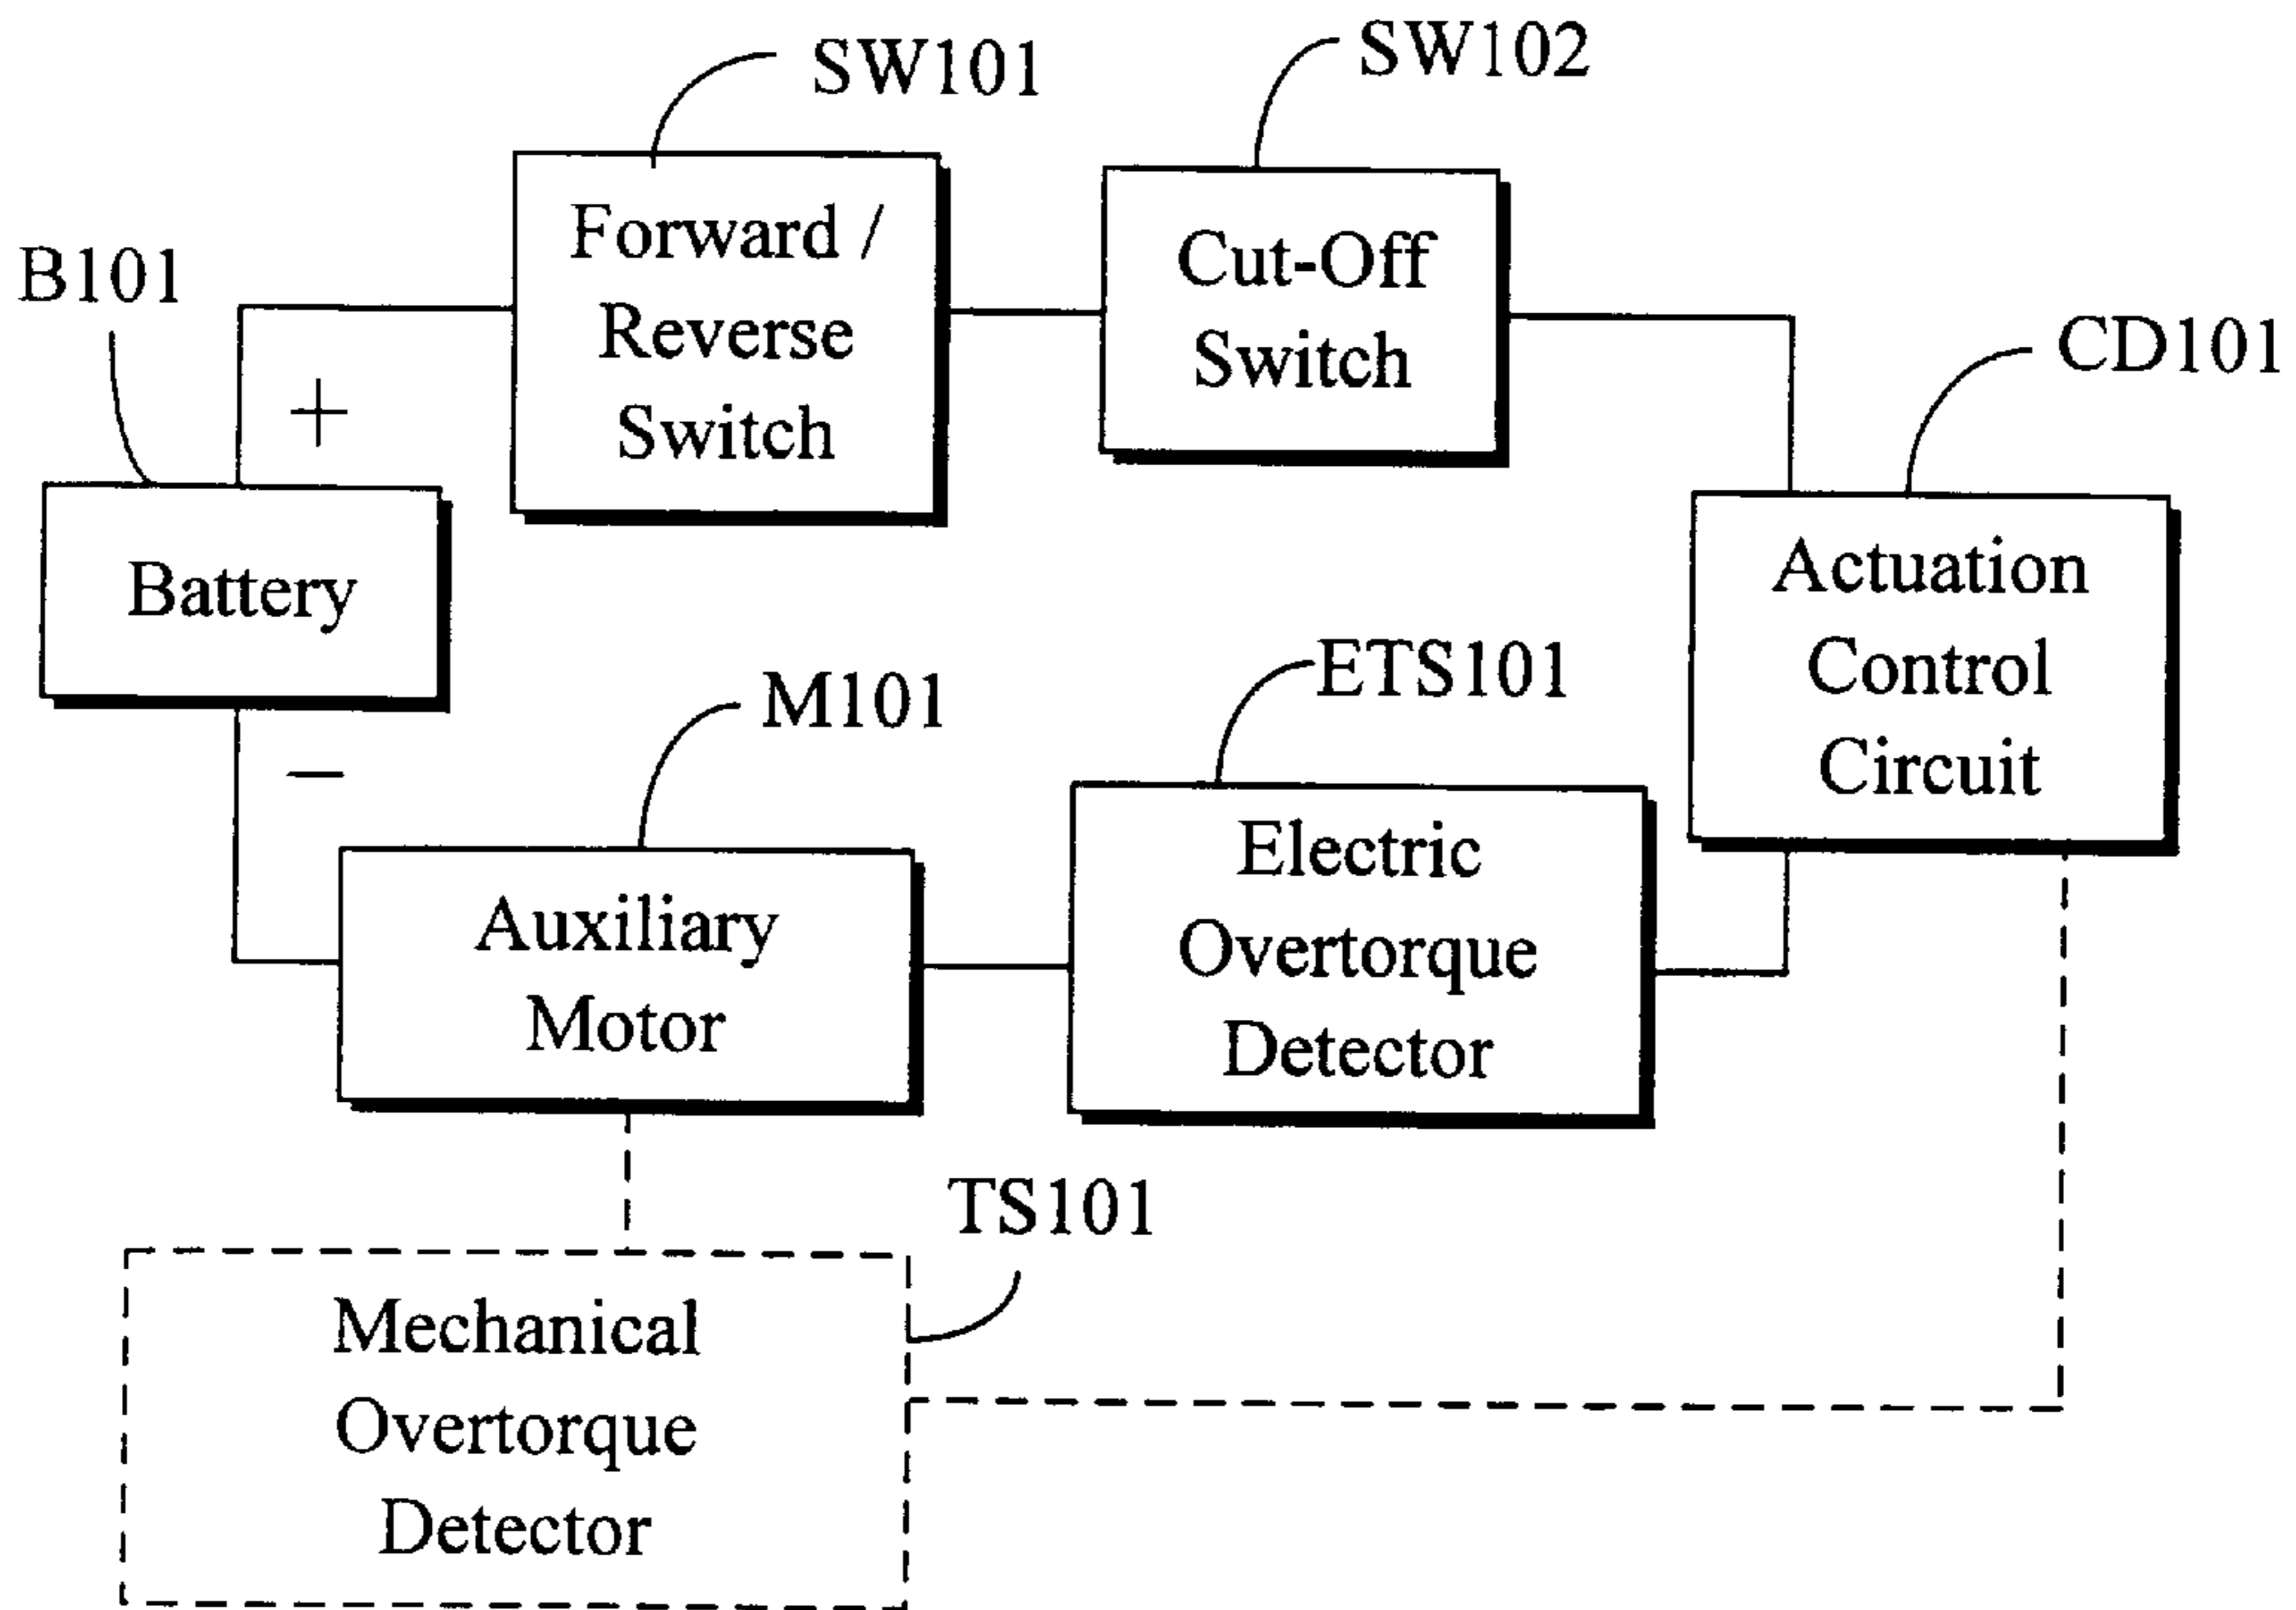 SW101
SW102
Forward /
Reverse
Switch
Cut-Off
Switch
B101
CD101
+
Battery
Actuation
Control
Circuit
M101
ETS101
−
Auxiliary
Motor
Electric
Overtorque
Detector
TS101
Mechanical
Overtorque
Detector